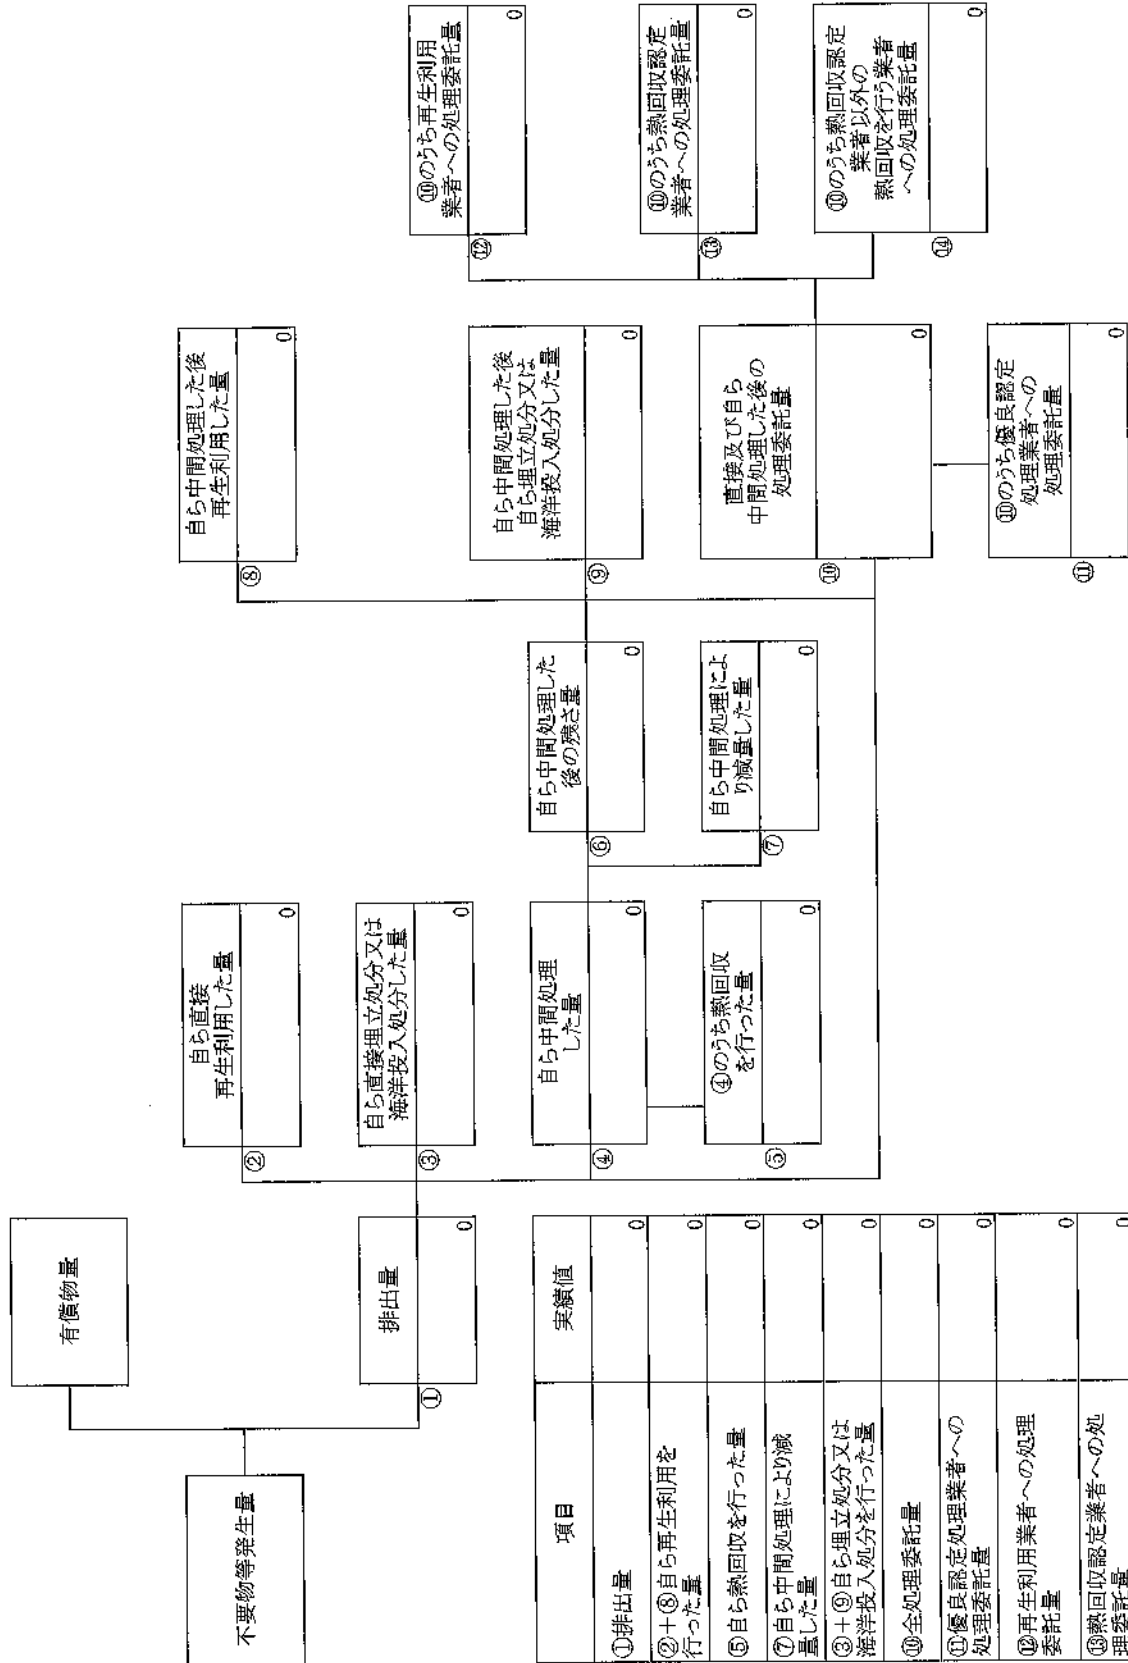 不要物等発生量
有償物量
排出量
①
0
自ら直接
再生利用した量
②
0
自ら直接埋立処分又は
海洋投入処分した量
③
0
自ら中間処理
した量
④
0
④のうち熱回収
を行った量
⑤
0
自ら中間処理した
後の残さ量
⑥
0
自ら中間処理によ
り減量した量
⑦
0
自ら中間処理した後
再生利用した量
⑧
0
自ら中間処理した後
自ら埋立処分又は
海洋投入処分した量
⑨
0
直接及び自ら
中間処理した後の
処理委託量
⑩
0
⑩のうち優良認定
処理業者への
処理委託量
⑪
0
⑩のうち再生利用
業者への処理委託量
⑫
0
⑩のうち熱回収認定
業者への処理委託量
⑬
0
⑩のうち熱回収認定
業者以外の
熱回収を行う業者
への処理委託量
⑭
0
項目 実績値
①排出量 0
②+⑧自ら再生利用を
行った量 0
⑤自ら熱回収を行った量 0
⑦自ら中間処理により減
量した量 0
③+⑨自ら埋立処分又は
海洋投入処分を行った量 0
⑩全処理委託量 0
⑪優良認定処理業者への
処理委託量 0
⑫再生利用業者への処理
委託量 0
⑬熱回収認定業者への処
理委託量 0